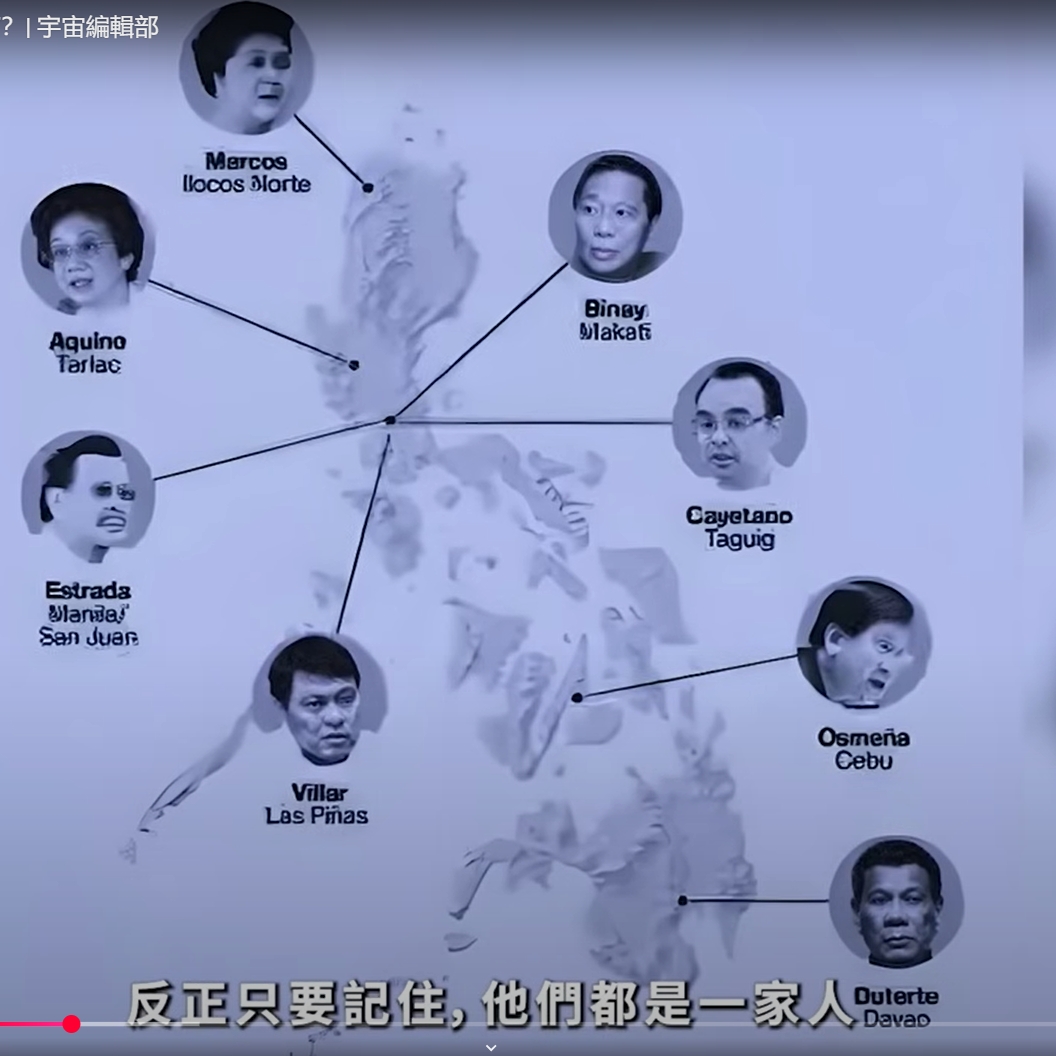 ? | 宇宙編輯部
Marcos
Ilocos Norte
Aquino
Tarlac
Binay
Makati
Cayetano
Taguig
Estrada
Manila/
San Juan
Villar
Las Piñas
Osmeña
Cebu
Duterte
Davao
反正只要記住, 他們都是一家人